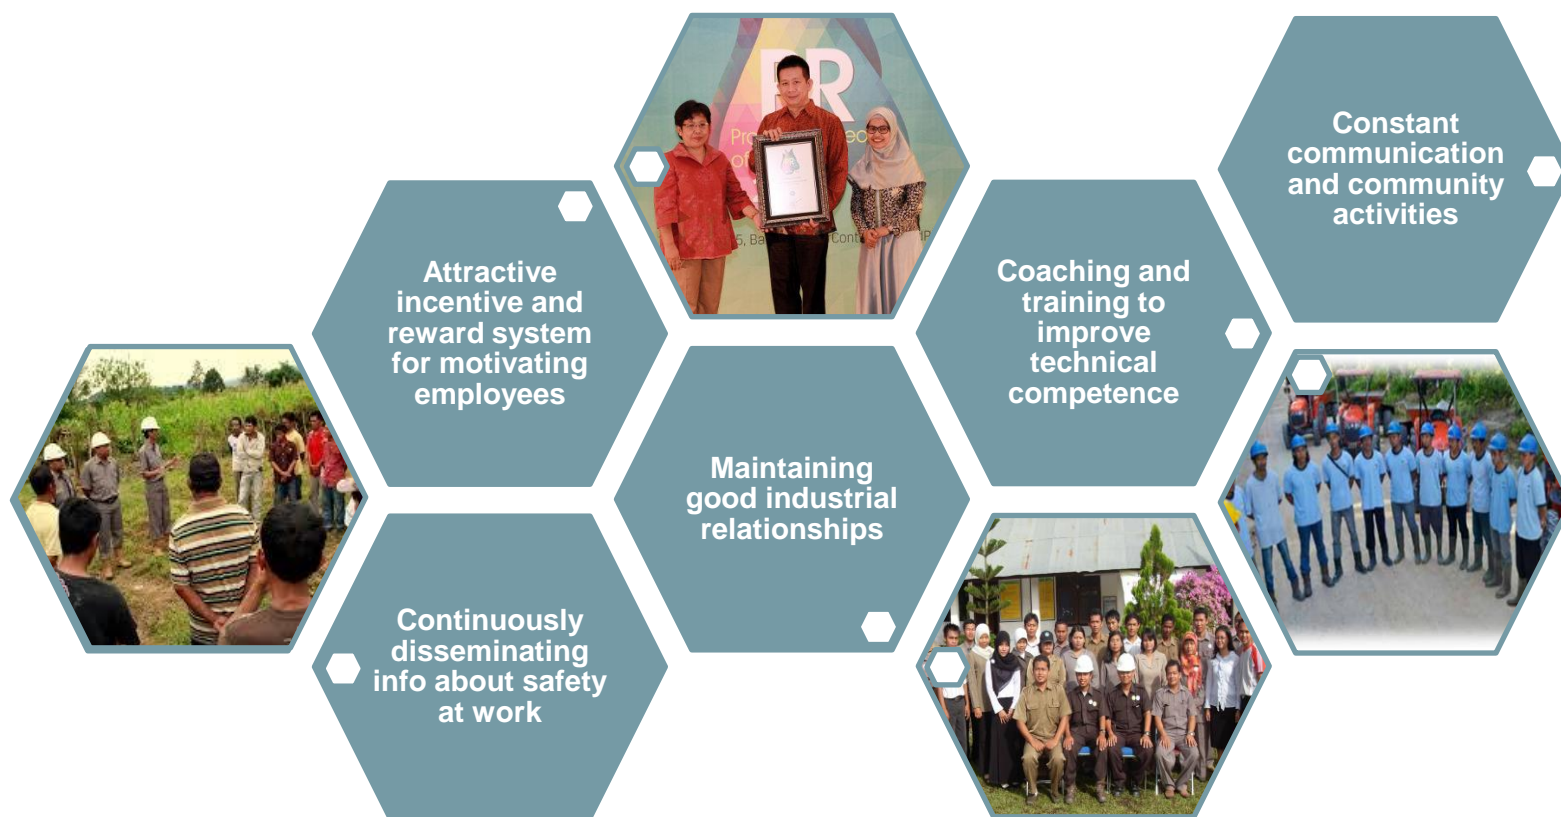 PR
Constant
communication
and community
activities
Attractive
incentive and
reward system
for motivating
employees
Coaching and
training to
improve
technical
competence
Maintaining
good industrial
relationships
Continuously
disseminating
info about safety
at work